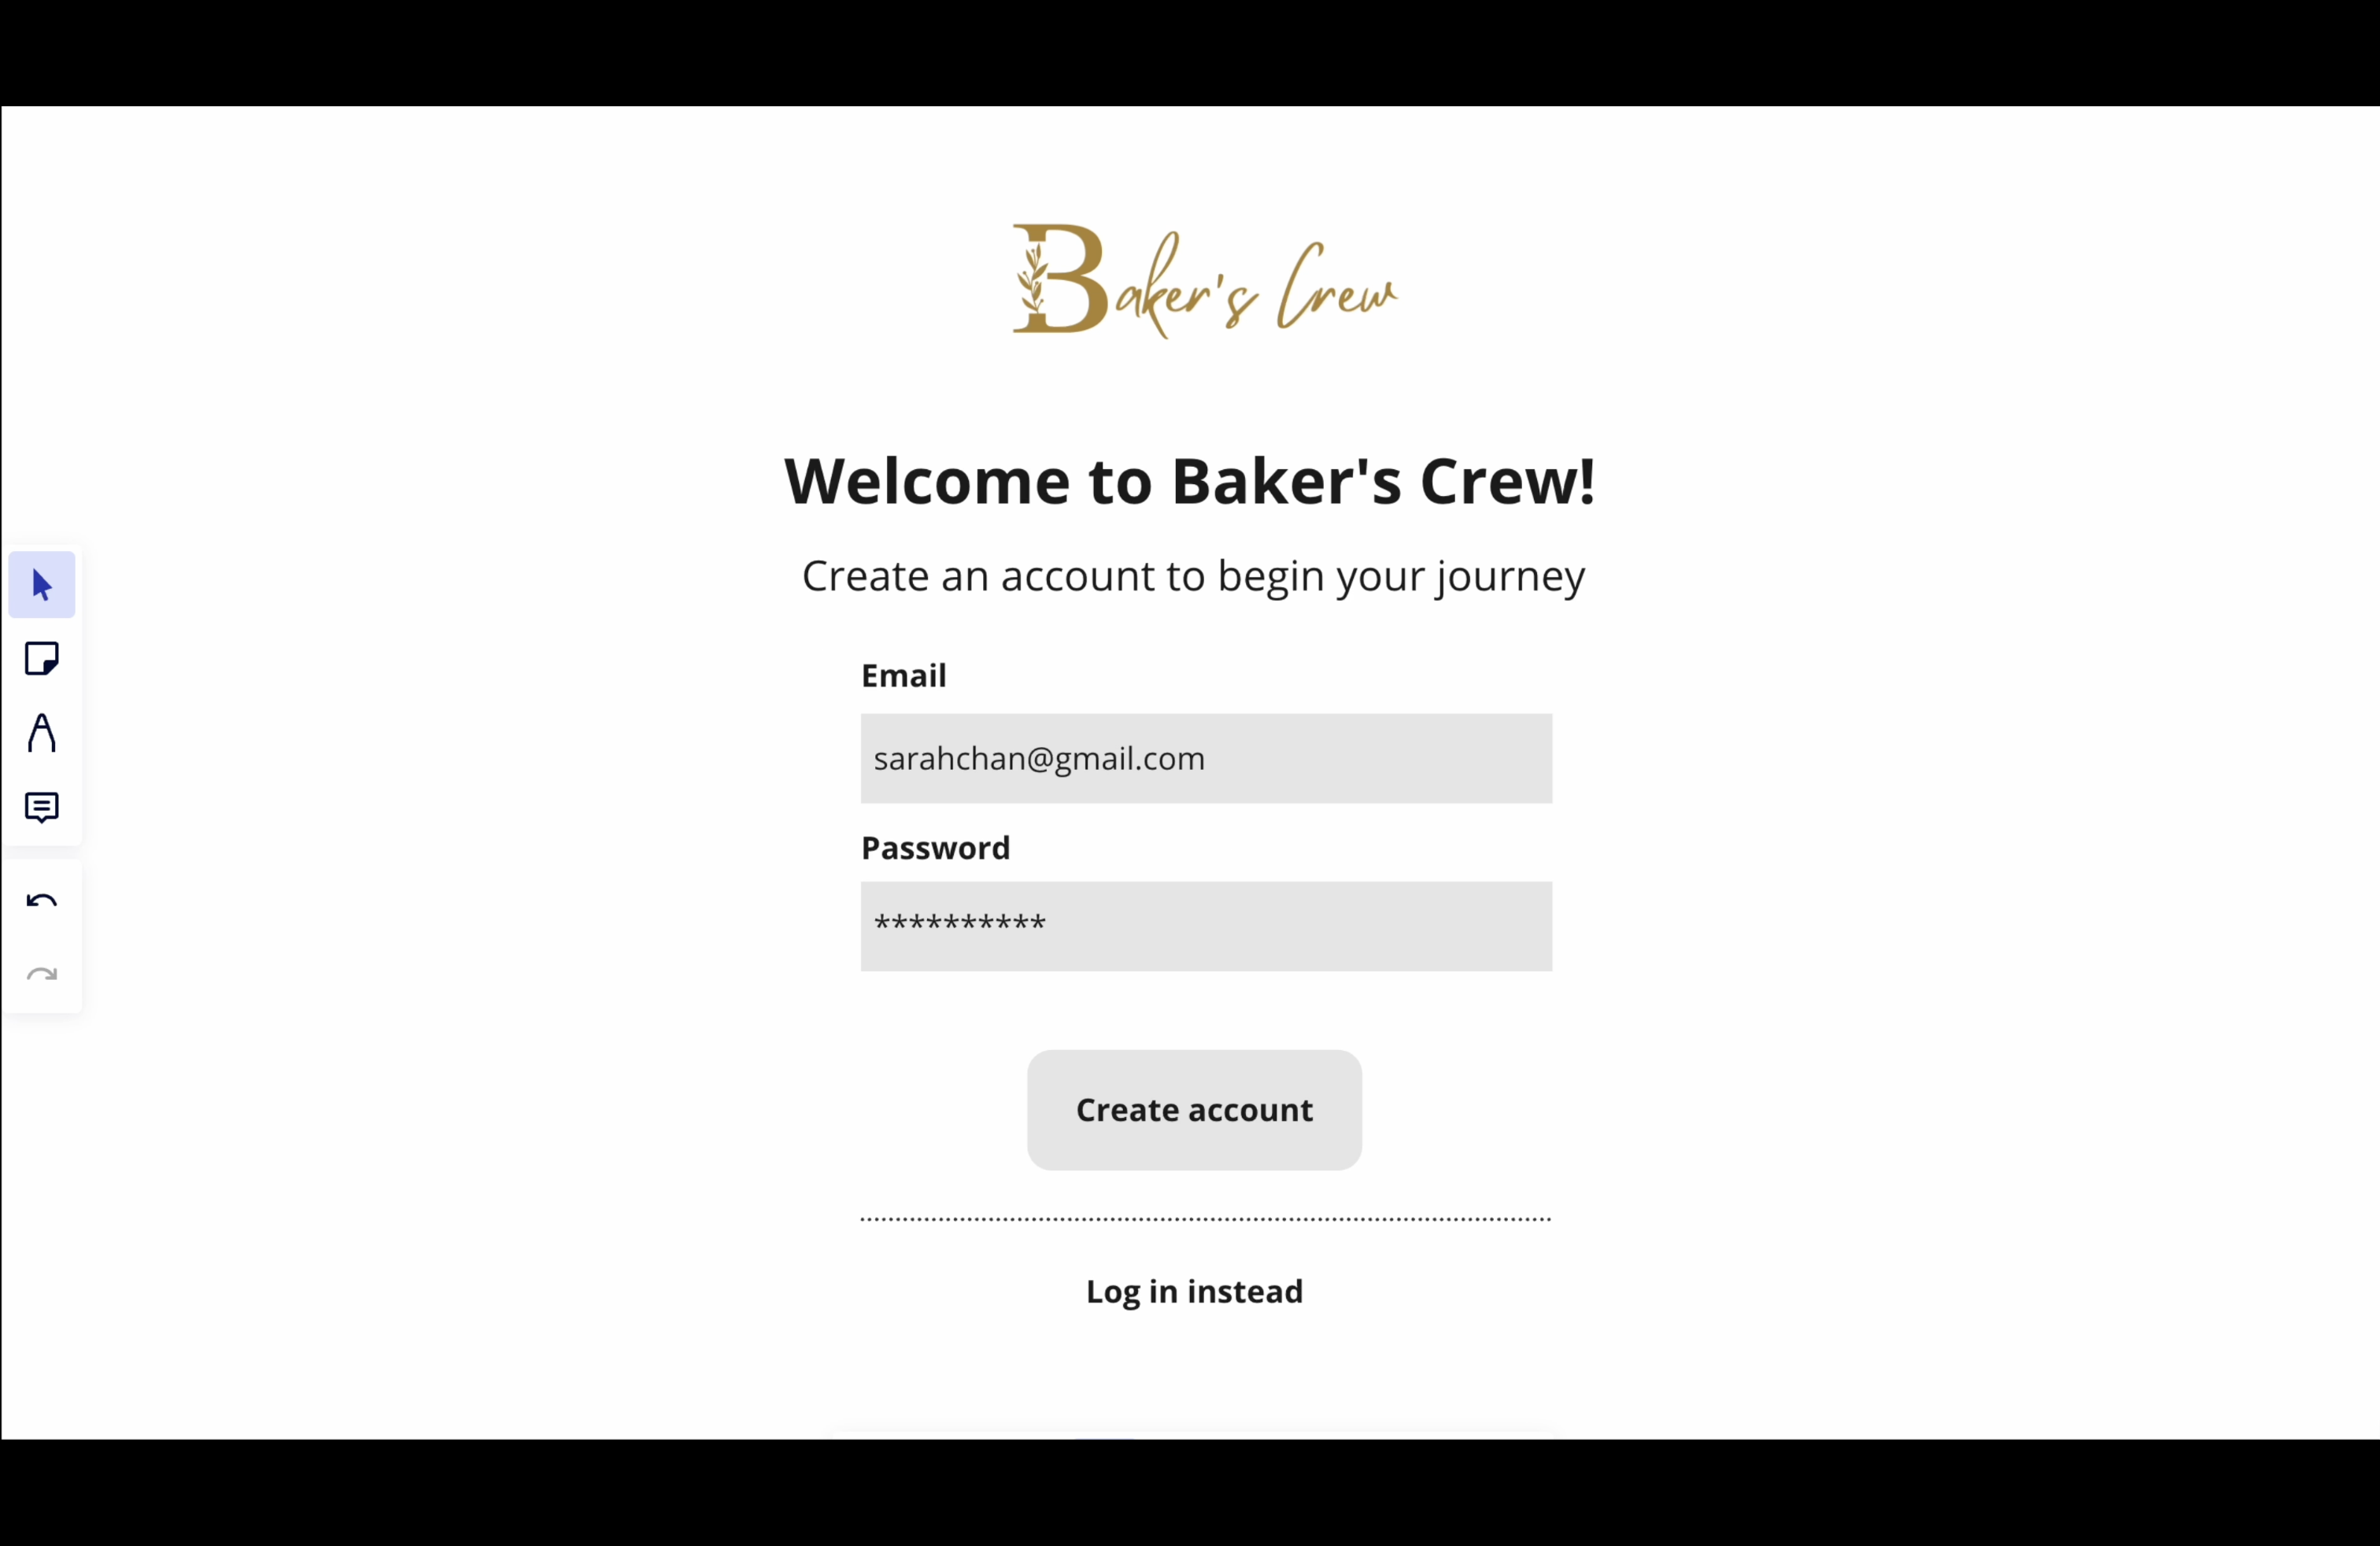 Baker's Crew
Welcome to Baker's Crew!
Create an account to begin your journey
Email
sarahchan@gmail.com
Password
**********
Create account
Log in instead